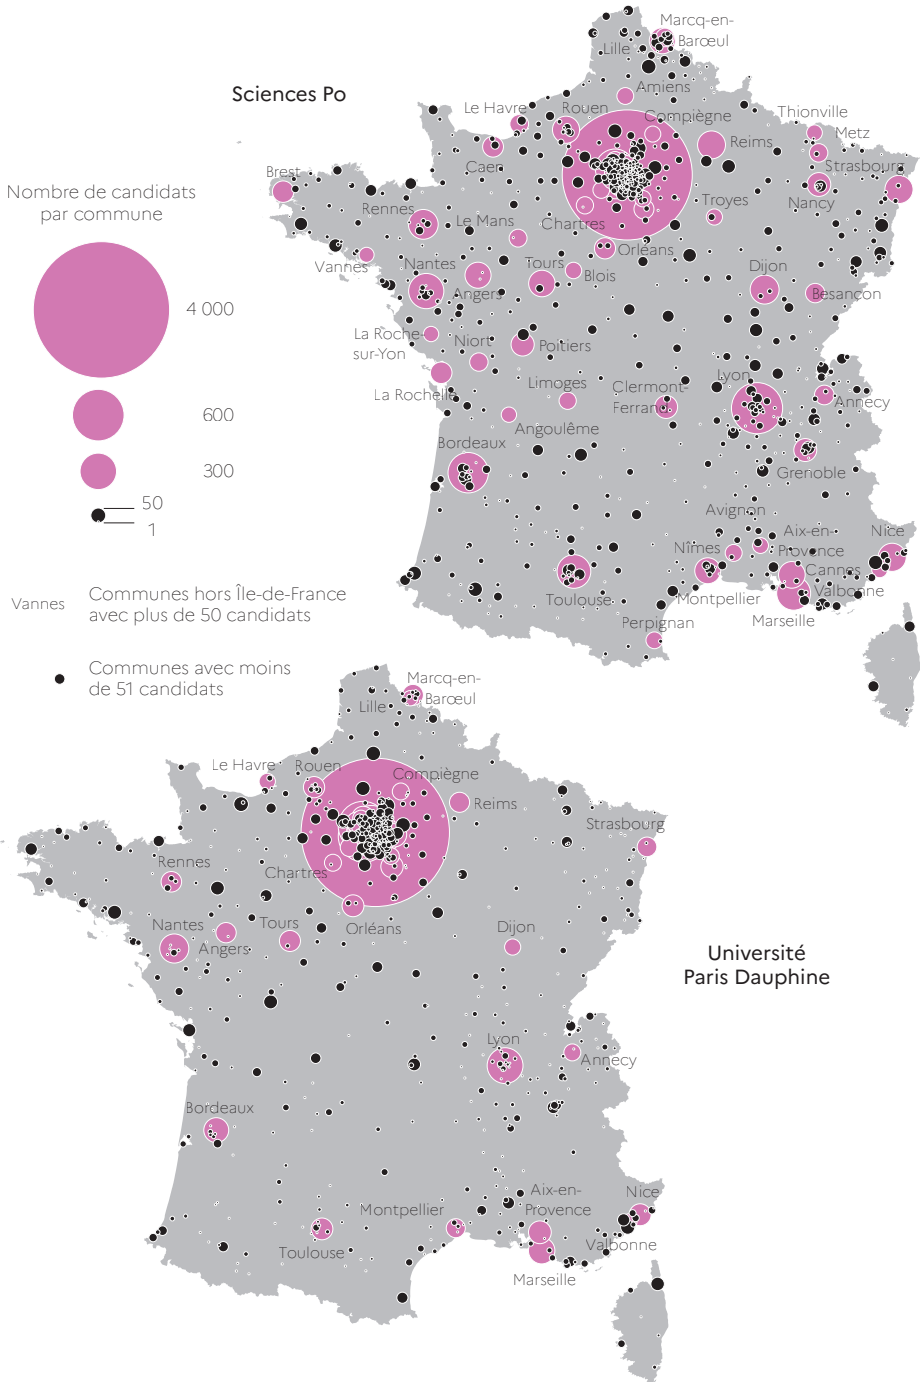 Sciences Po
Nombre de candidats
par commune
4 000
600
300
50
1
Vannes
Communes hors Île-de-France
avec plus de 50 candidats
Communes avec moins
de 51 candidats
Marcq-en-
Barœul
Lille
Amiens
Le Havre
Rouen
Compiègne
Thionville
Metz
Reims
Strasbourg
Caen
Brest
Rennes
Le Mans
Chartres
Troyes
Nancy
Orléans
Vannes
Nantes
Angers
Tours
Blois
Dijon
Besançon
La Roche-
sur-Yon
Niort
Poitiers
La Rochelle
Limoges
Clermont-
Ferrand
Lyon
Annecy
Angoulême
Bordeaux
Grenoble
Avignon
Aix-en-
Provence
Nice
Nîmes
Cannes
Valbonne
Toulouse
Montpellier
Marseille
Perpignan
Université
Paris Dauphine
Marcq-en-
Barœul
Lille
Le Havre
Rouen
Compiègne
Reims
Strasbourg
Rennes
Chartres
Orléans
Nantes
Angers
Tours
Dijon
Lyon
Annecy
Bordeaux
Aix-en-
Provence
Nice
Montpellier
Toulouse
Valbonne
Marseille